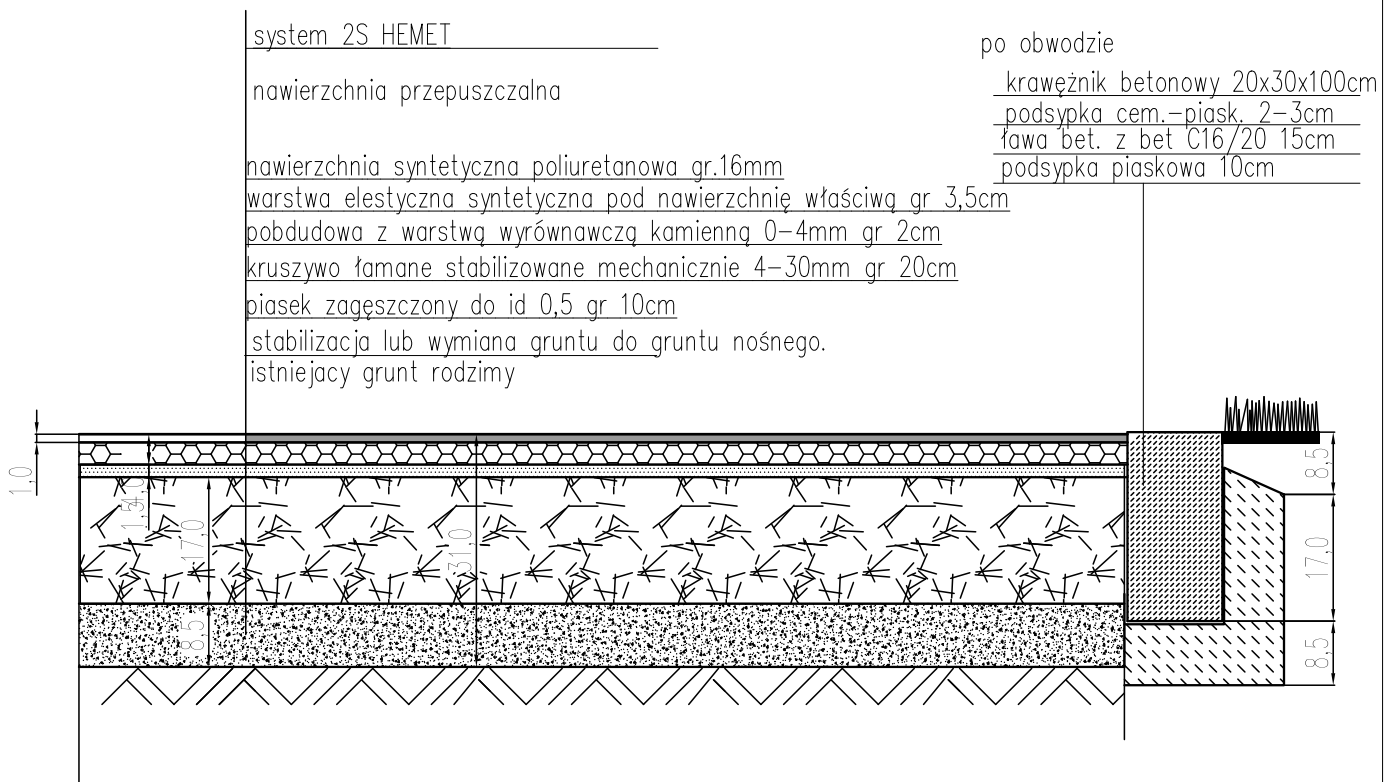 system 2S HEMET
nawierzchnia przepuszczalna
nawierzchnia syntetyczna poliuretanowa gr.16mm
warstwa elestyczna syntetyczna pod nawierzchnię właściwą gr 3,5cm
pobdudowa z warstwą wyrównawczą kamienną 0-4mm gr 2cm
kruszywo łamane stabilizowane mechanicznie 4-30mm gr 20cm
piasek zagęszczony do id 0,5 gr 10cm
stabilizacja lub wymiana gruntu do gruntu nośnego.
istniejacy grunt rodzimy
po obwodzie
krawężnik betonowy 20x30x100cm
podsypka cem.-piask. 2-3cm
ława bet. z bet C16/20 15cm
podsypka piaskowa 10cm
1,0
17,0
8,5
31,0
8,5
17,0
8,5